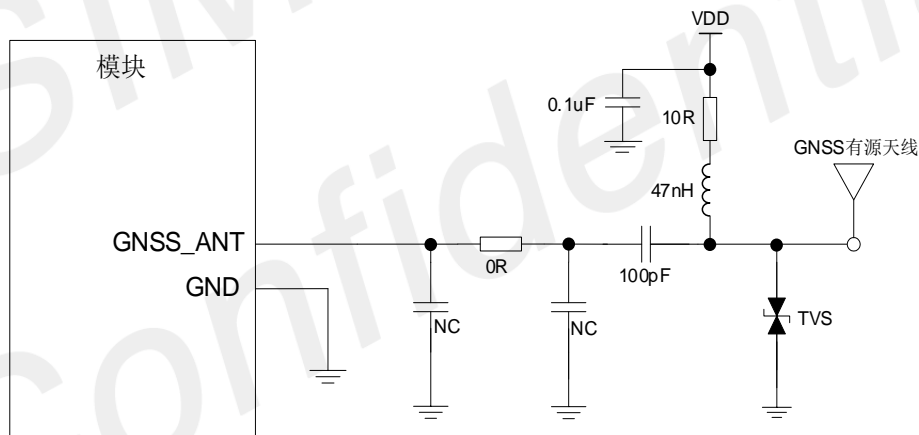 VDD
模块
0.1uF
10R
GNSS有源天线
47nH
GNSS_ANT
0R
100pF
GND
NC
NC
TVS
SIM
Confidenti
Confidential